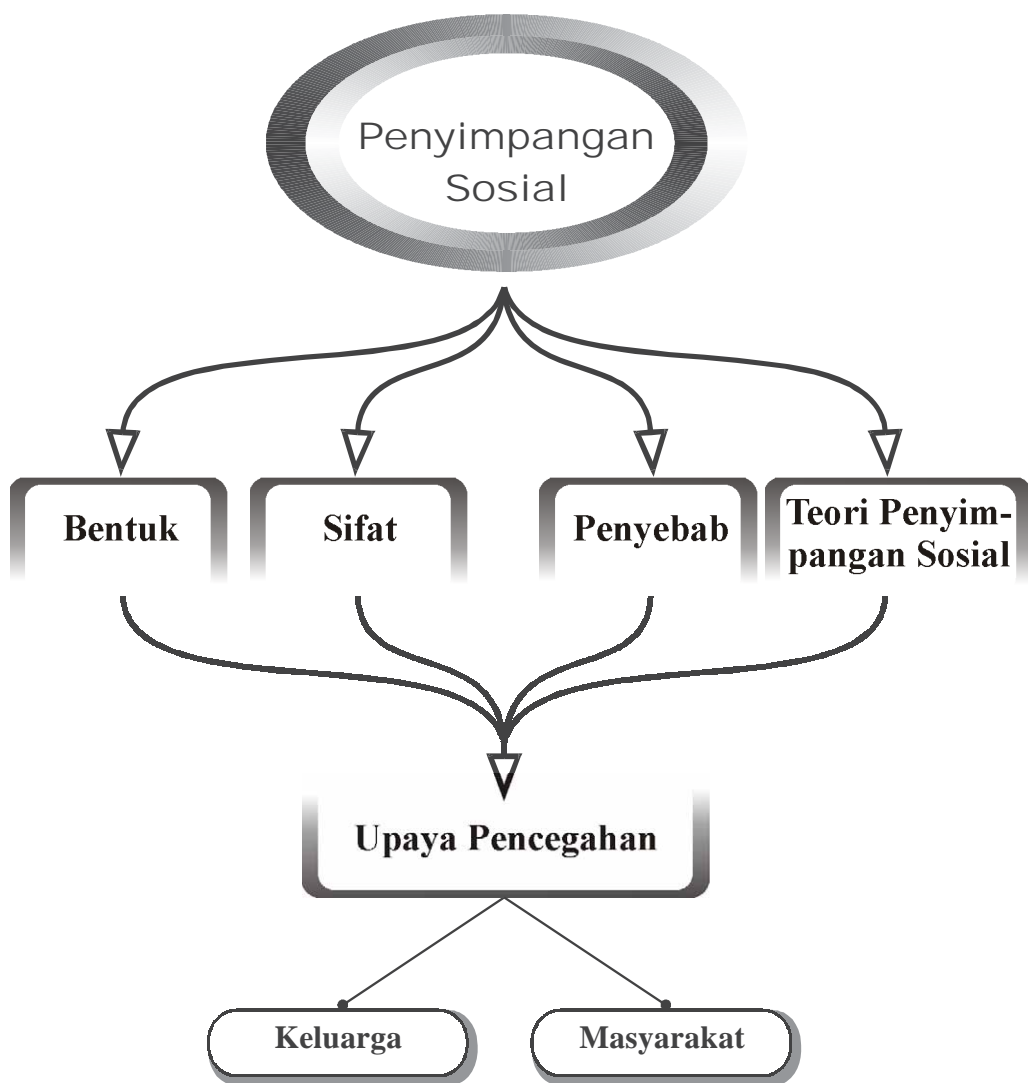 Penyimpangan
Sosial
Bentuk
Sifat
Penyebab
Teori Penyim-
pangan Sosial
Upaya Pencegahan
Keluarga
Masyarakat